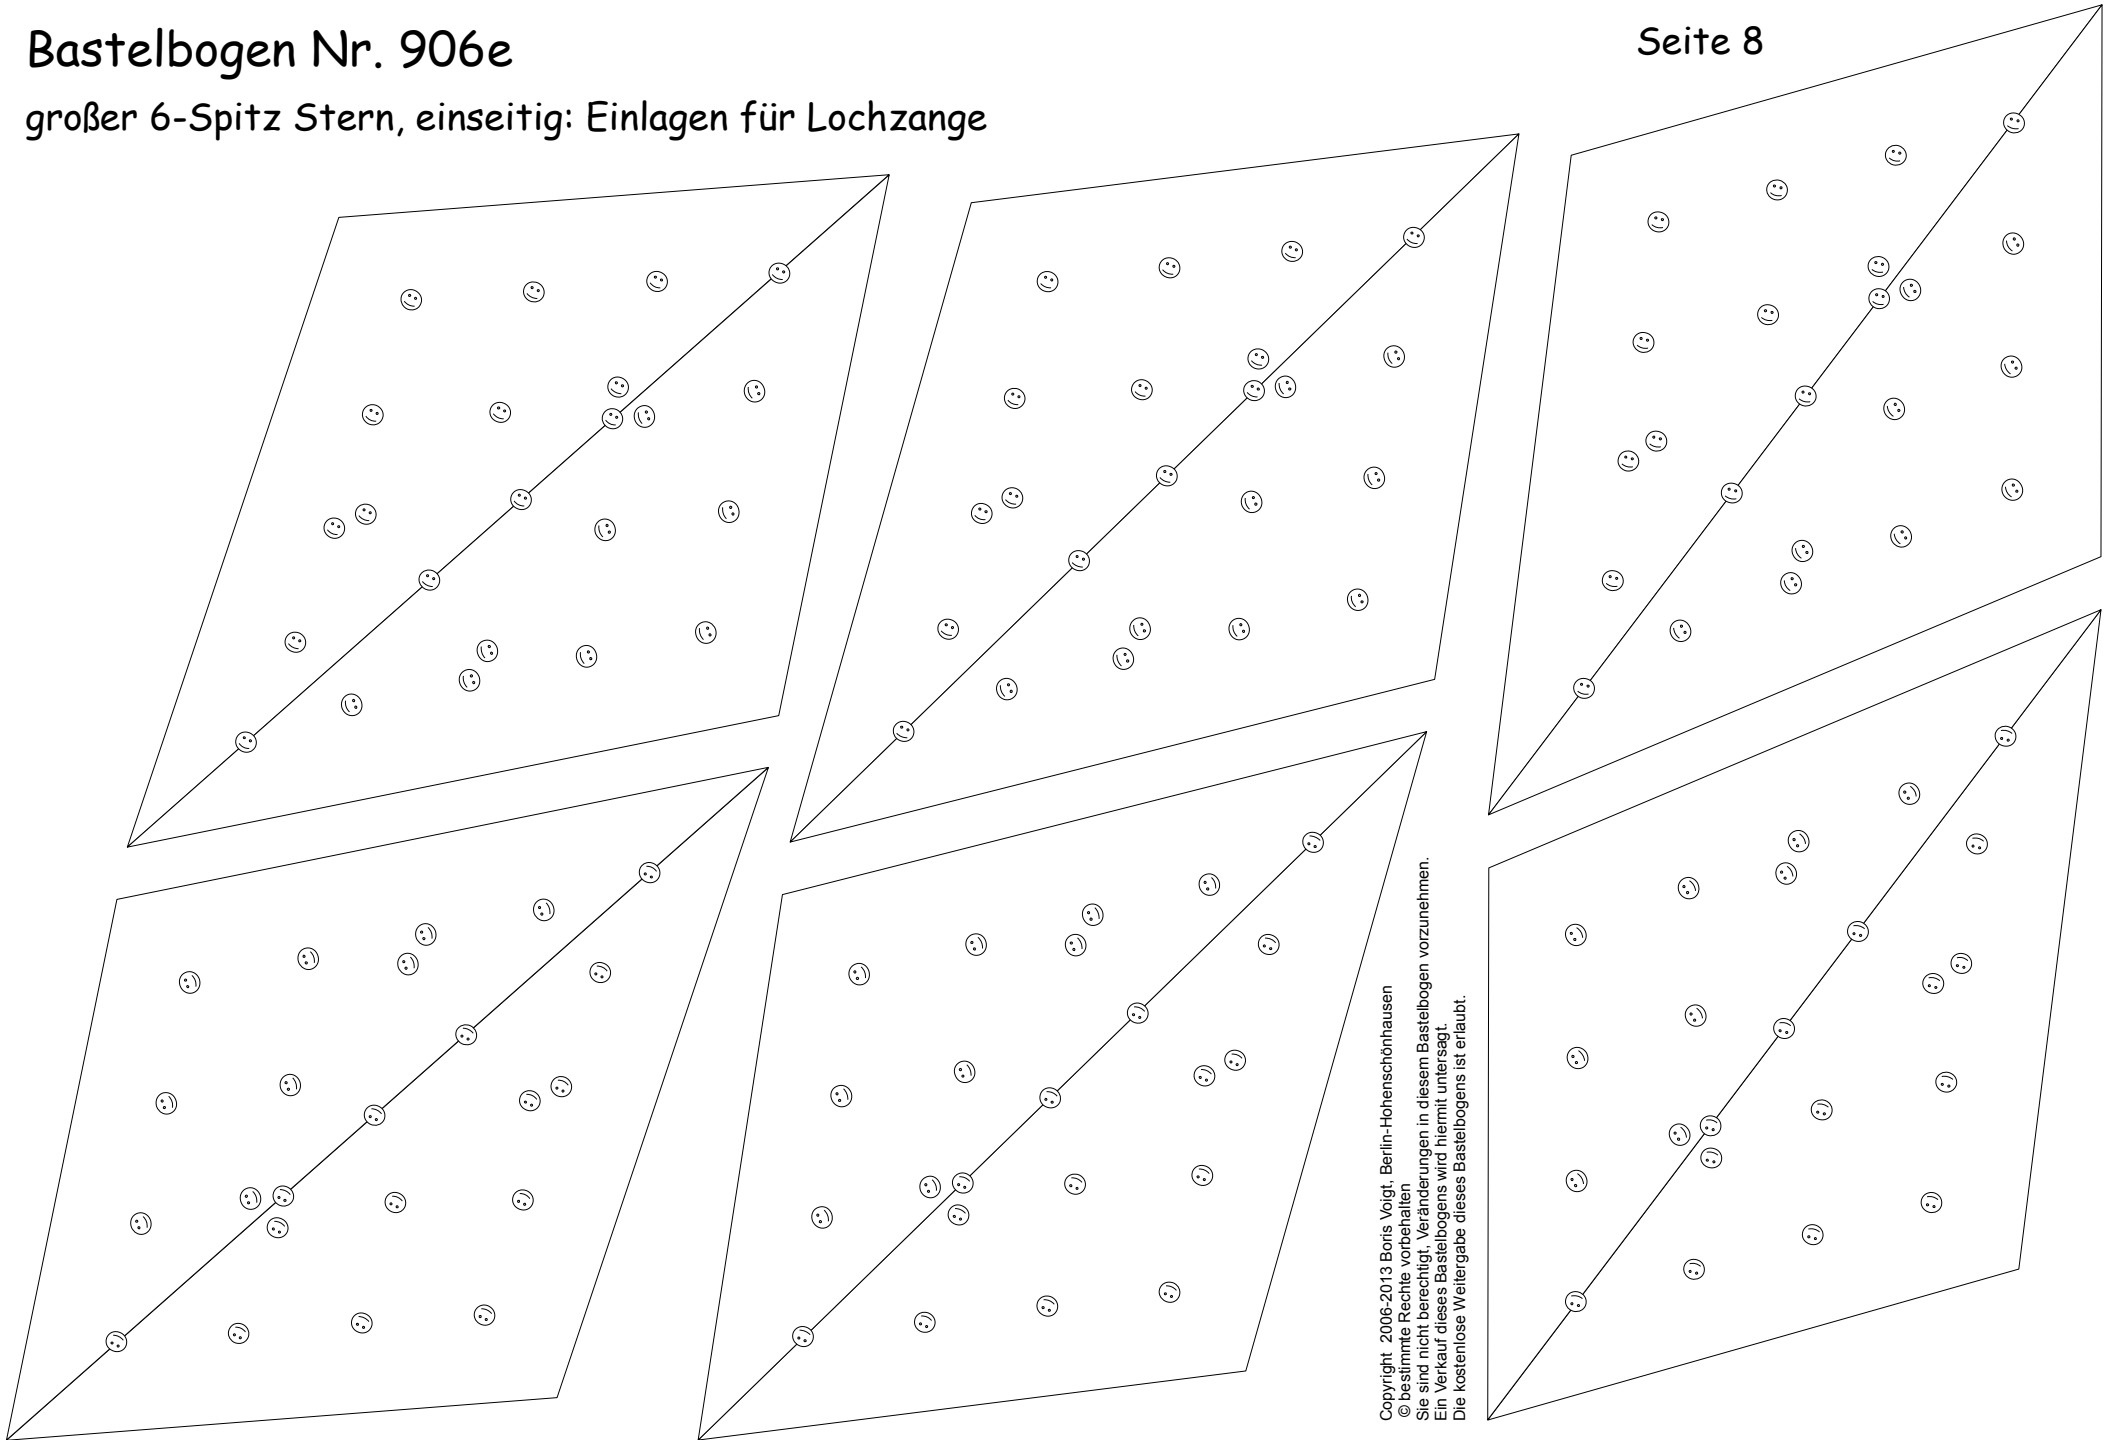 Bastelbogen Nr. 906e
Seite 8
großer 6-Spitz Stern, einseitig: Einlagen für Lochzange
Copyright 2006-2013 Boris Voigt, Berlin-Hohenschönhausen
© bestimmte Rechte vorbehalten
Sie sind nicht berechtigt, Veränderungen in diesem Bastelbogen vorzunehmen.
Ein Verkauf dieses Bastelbogens wird hiermit untersagt.
Die kostenlose Weitergabe dieses Bastelbogens ist erlaubt.